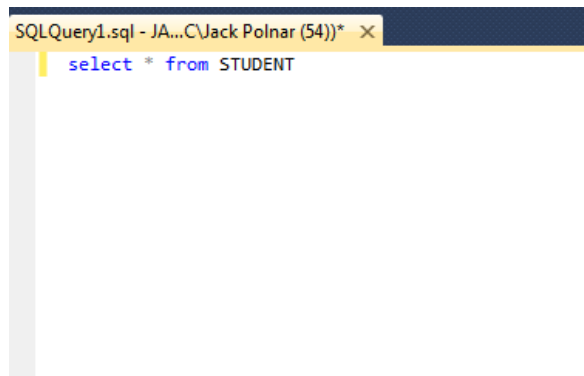 SQLQuery1.sql - JA...C\Jack Polnar (54))*
select * from STUDENT